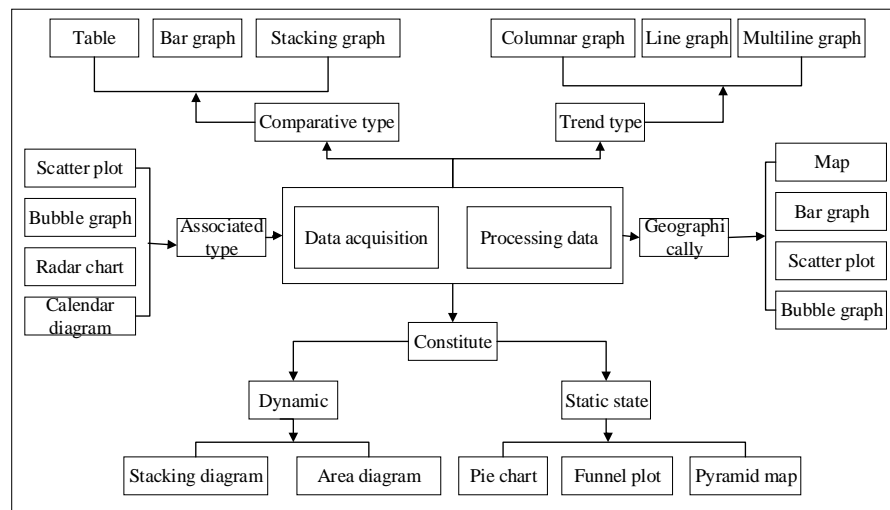 Table
Bar graph
Stacking graph
Columnar graph
Line graph
Multiline graph
Comparative type
Trend type
Scatter plot
Bubble graph
Radar chart
Calendar
diagram
Associated
type
Data acquisition
Processing data
Geographi
cally
Map
Bar graph
Scatter plot
Bubble graph
Constitute
Dynamic
Static state
Stacking diagram
Area diagram
Pie chart
Funnel plot
Pyramid map